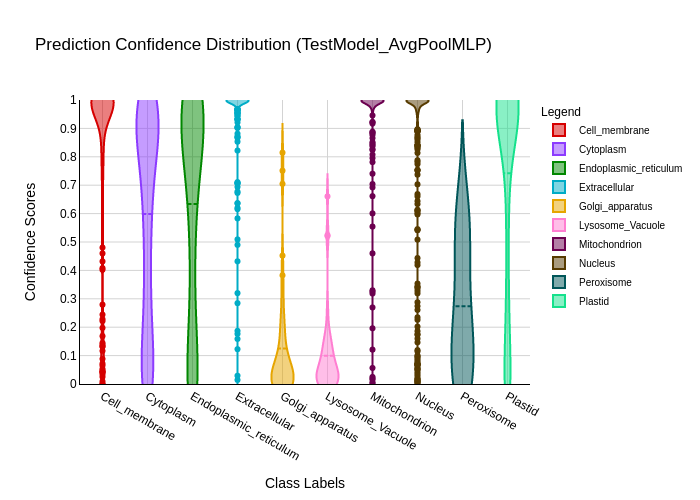 Prediction Confidence Distribution (TestModel_AvgPoolMLP)
Legend
Cell_membrane
Cytoplasm
Endoplasmic_reticulum
Extracellular
Golgi_apparatus
Lysosome_Vacuole
Mitochondrion
Nucleus
Peroxisome
Plastid
Confidence Scores
1
0.9
0.8
0.7
0.6
0.5
0.4
0.3
0.2
0.1
0
Cell_membrane
Cytoplasm
Endoplasmic_reticulum
Extracellular
Golgi_apparatus
Lysosome_Vacuole
Mitochondrion
Nucleus
Peroxisome
Plastid
Class Labels